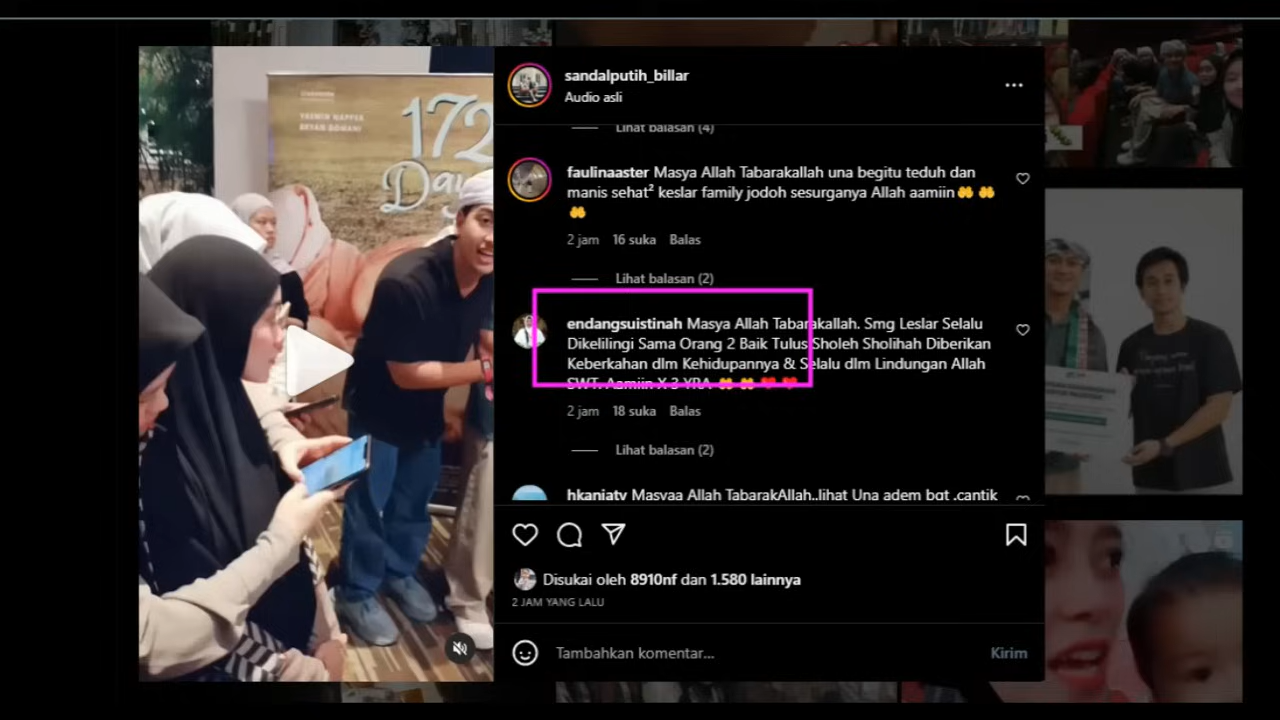 YASMIN NAPPER
BRYAN DOMANI
172
Day
sandalputih_billar
Audio asli
Lihat balasan (4)
faulinaaster Masya Allah Tabarakallah una begitu teduh dan
manis sehat² keslar family jodoh sesurganya Allah aamiin🤲 🤲
🤲
2 jam 16 suka Balas
Lihat balasan (2)
endangsuistinah Masya Allah Tabarakallah. Smg Leslar Selalu
Dikelilingi Sama Orang 2 Baik Tulus Sholeh Sholihah Diberikan
Keberkahan dlm Kehidupannya & Selalu dlm Lindungan Allah
SWT. Aamiin X 3 YRA 🤲 🤲 ❤️ ❤️
2 jam 18 suka Balas
Lihat balasan (2)
hkaniaty Masyaa Allah TabarakAllah..lihat Una adem bgt .cantik
Disukai oleh 8910nf dan 1.580 lainnya
2 JAM YANG LALU
Tambahkan komentar...
Kirim